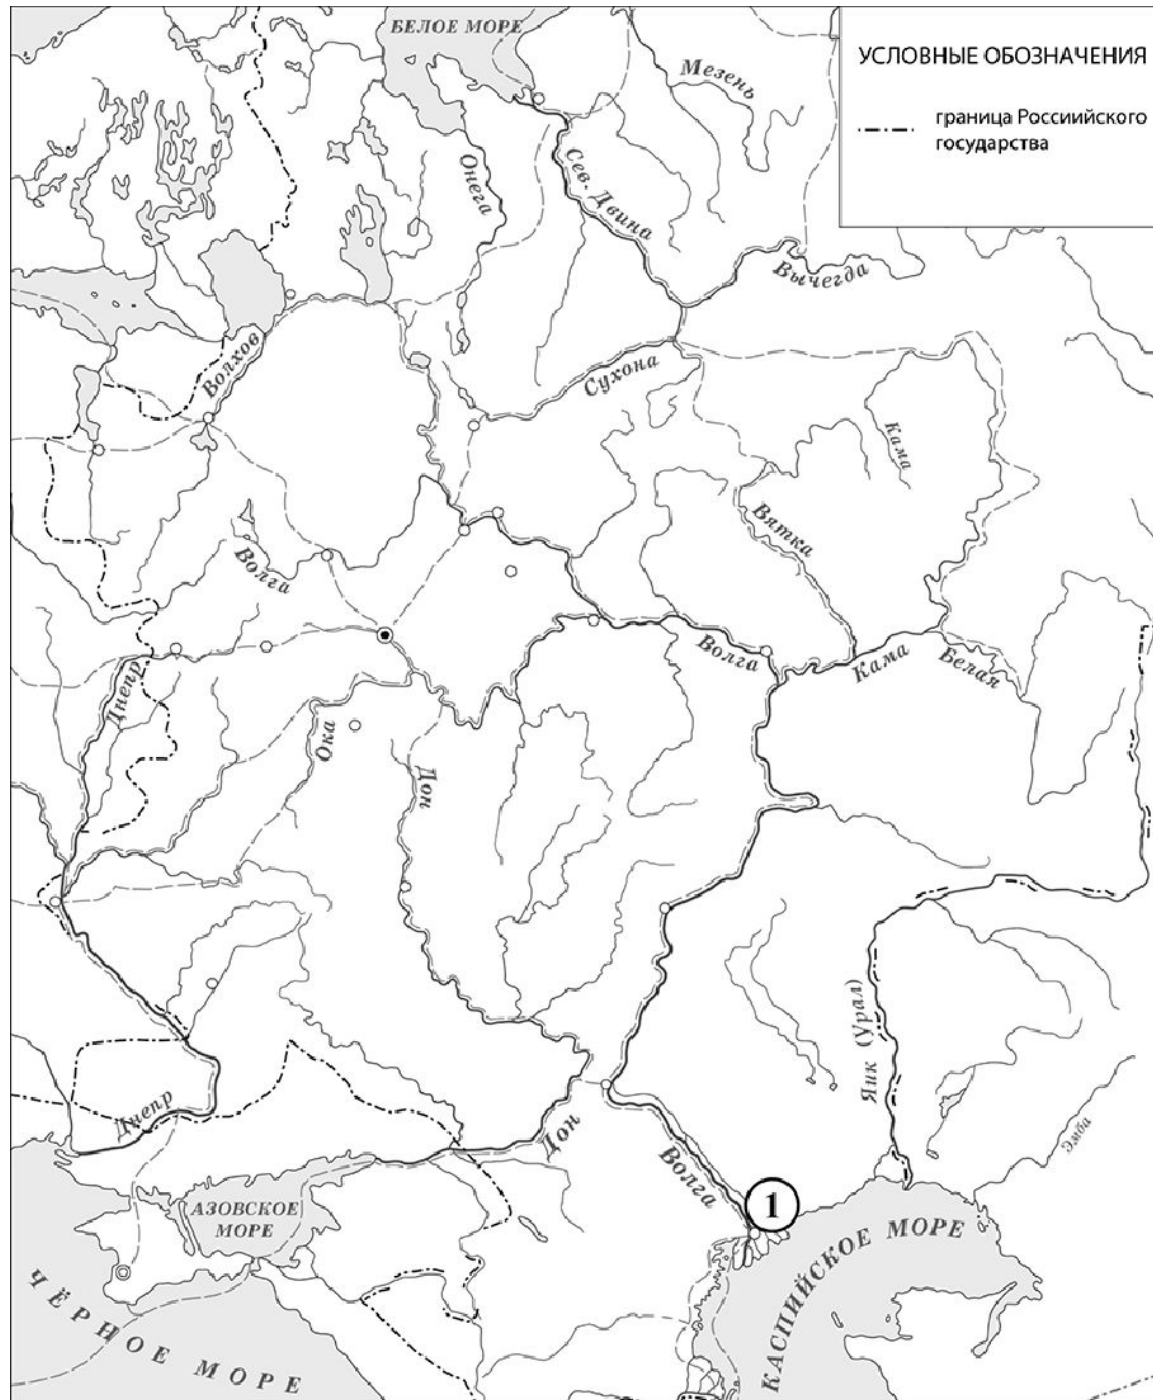 БЕЛОЕ МОРЕ
УСЛОВНЫЕ ОБОЗНАЧЕНИЯ
граница Россиийского
государства
Мезень
Онега
Сев. Двина
Вычегда
Волхов
Сухона
Кама
Вятка
Волга
Волга
Кама
Белая
Днепр
Ока
Дон
Яик (Урал)
Эмба
Днепр
Дон
Волга
1
АЗОВСКОЕ
МОРЕ
КАСПИЙСКОЕ МОРЕ
ЧЁРНОЕ МОРЕ